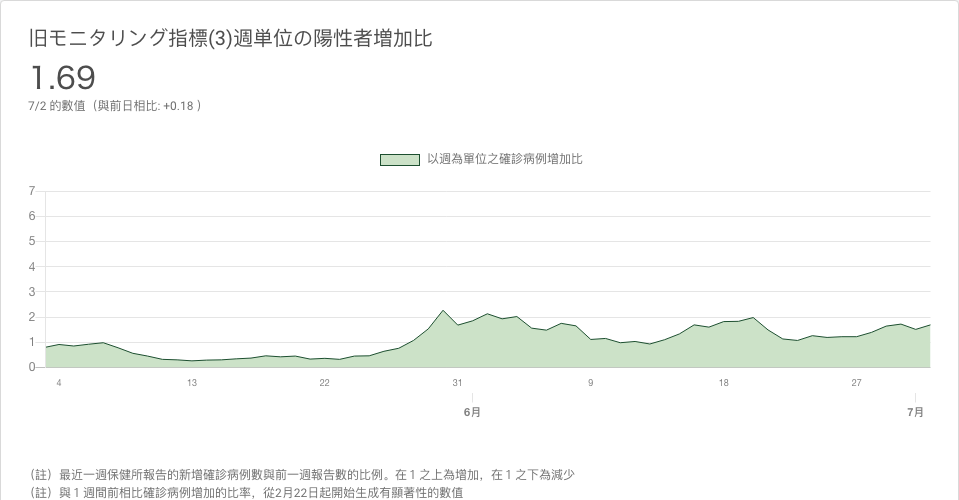 旧モニタリング指標(3)週単位の陽性者増加比
1.69
7/2 的數值（與前日相比: +0.18 ）
以週為單位之確診病例增加比
7
6
5
4
3
2
1
0
4 13 22 31 9 18 27
6月 7月
（註）最近一週保健所報告的新增確診病例數與前一週報告數的比例。在１之上為增加，在１之下為減少
（註）與１週間前相比確診病例增加的比率，從2月22日起開始生成有顯著性的數值